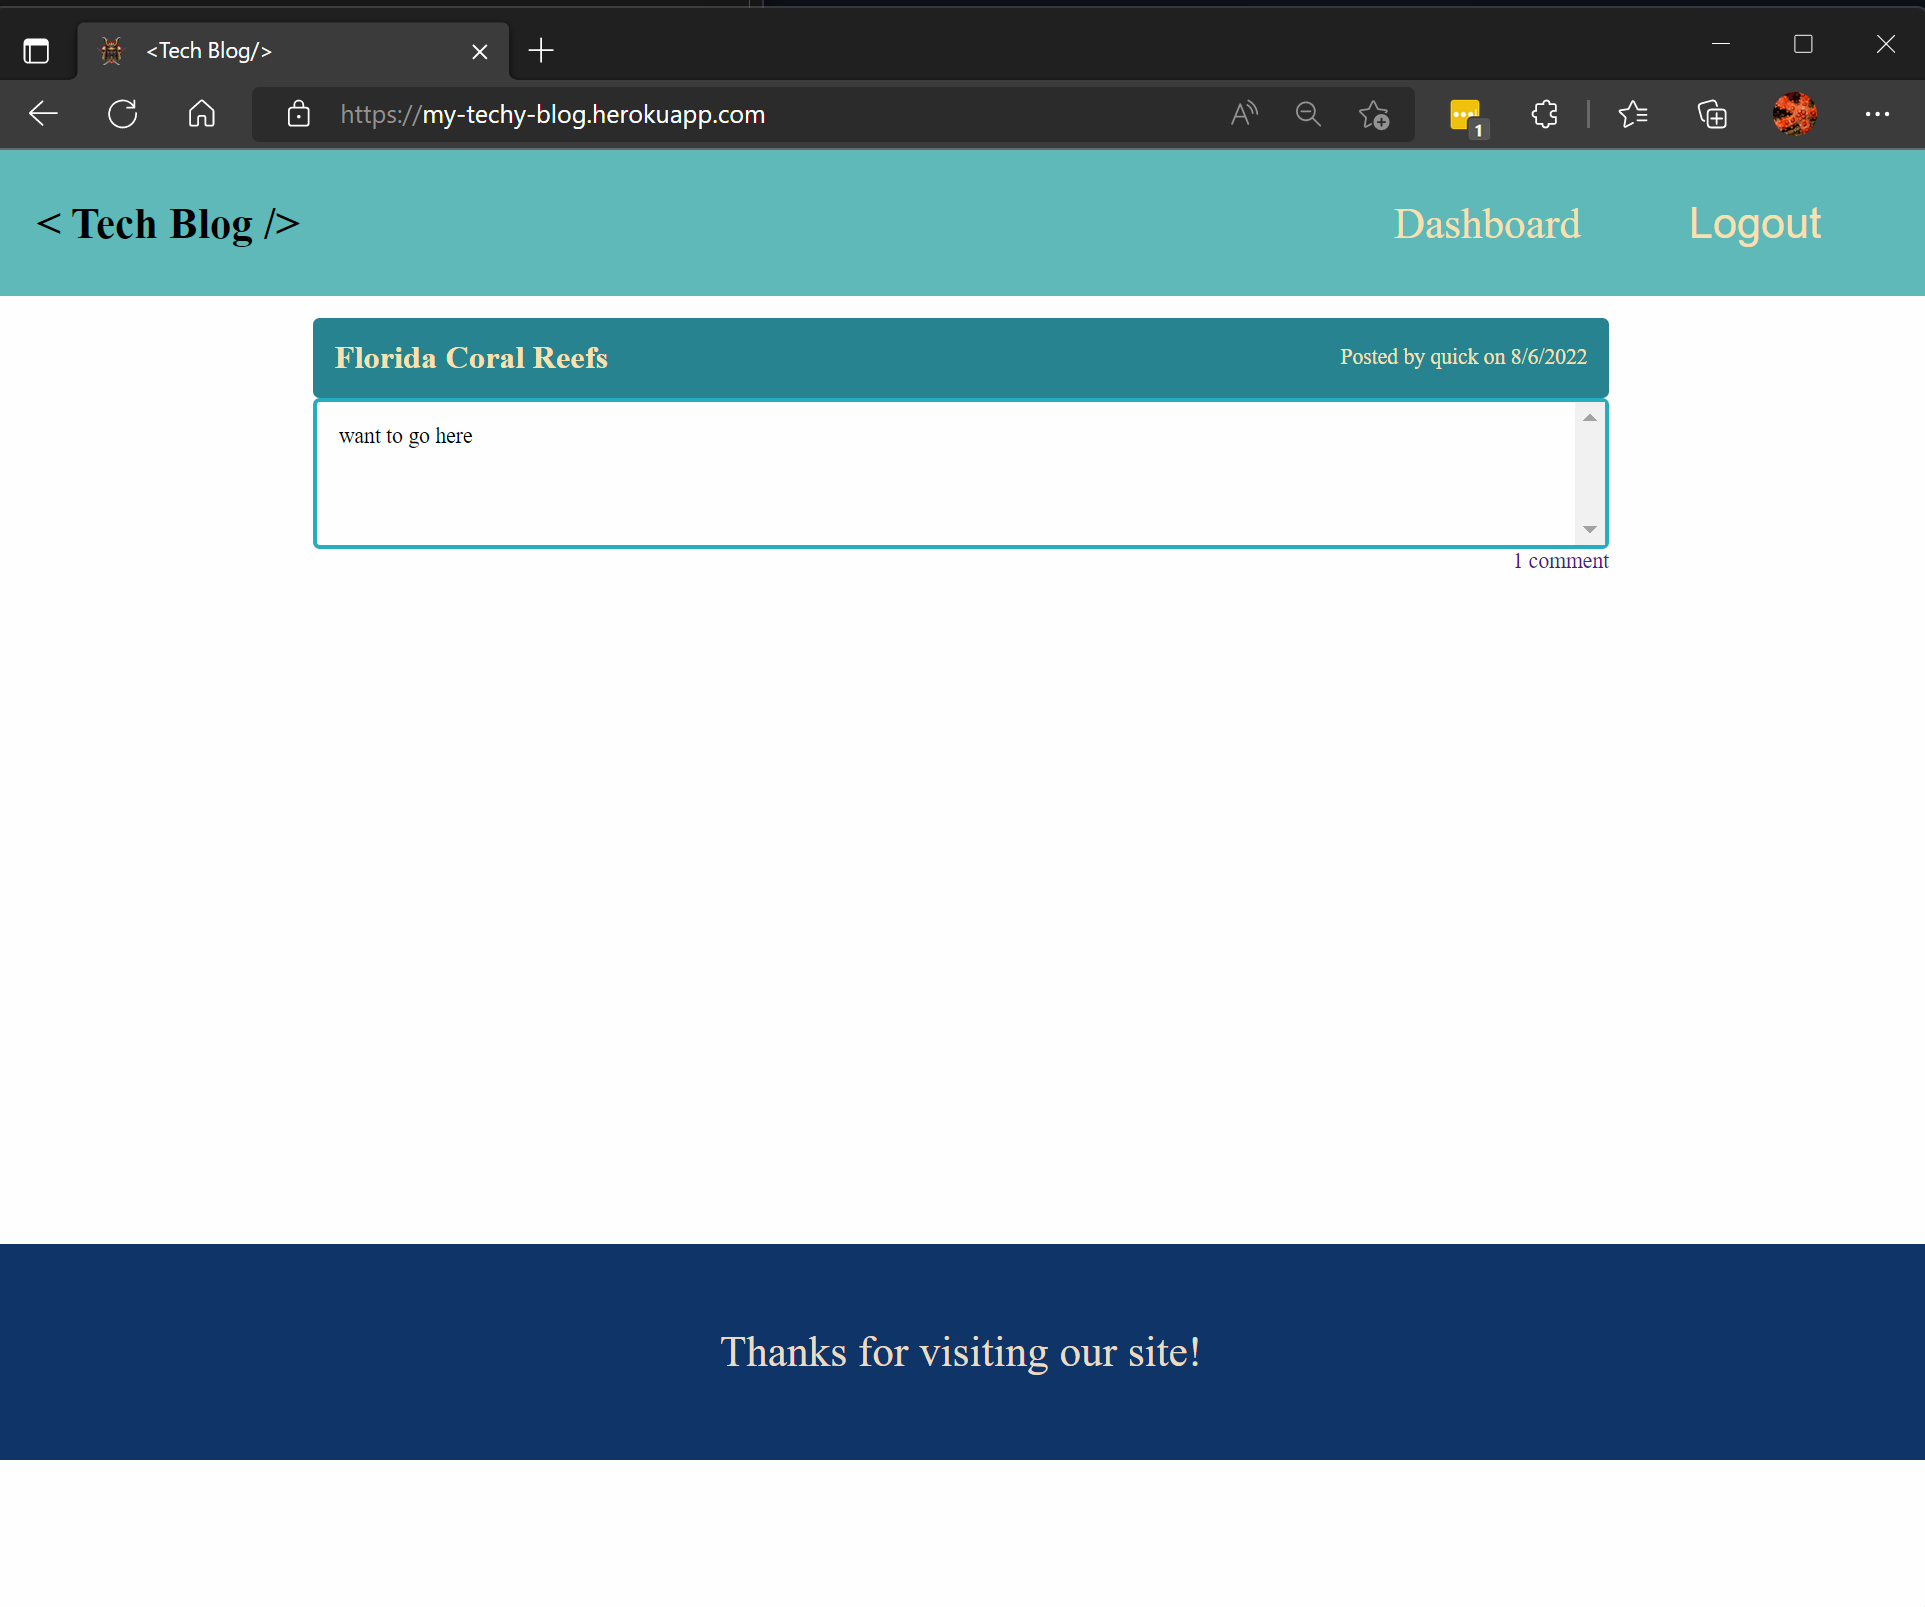 <Tech Blog/>
https://my-techy-blog.herokuapp.com
1
< Tech Blog />
Dashboard
Logout
Florida Coral Reefs
Posted by quick on 8/6/2022
want to go here
1 comment
Thanks for visiting our site!